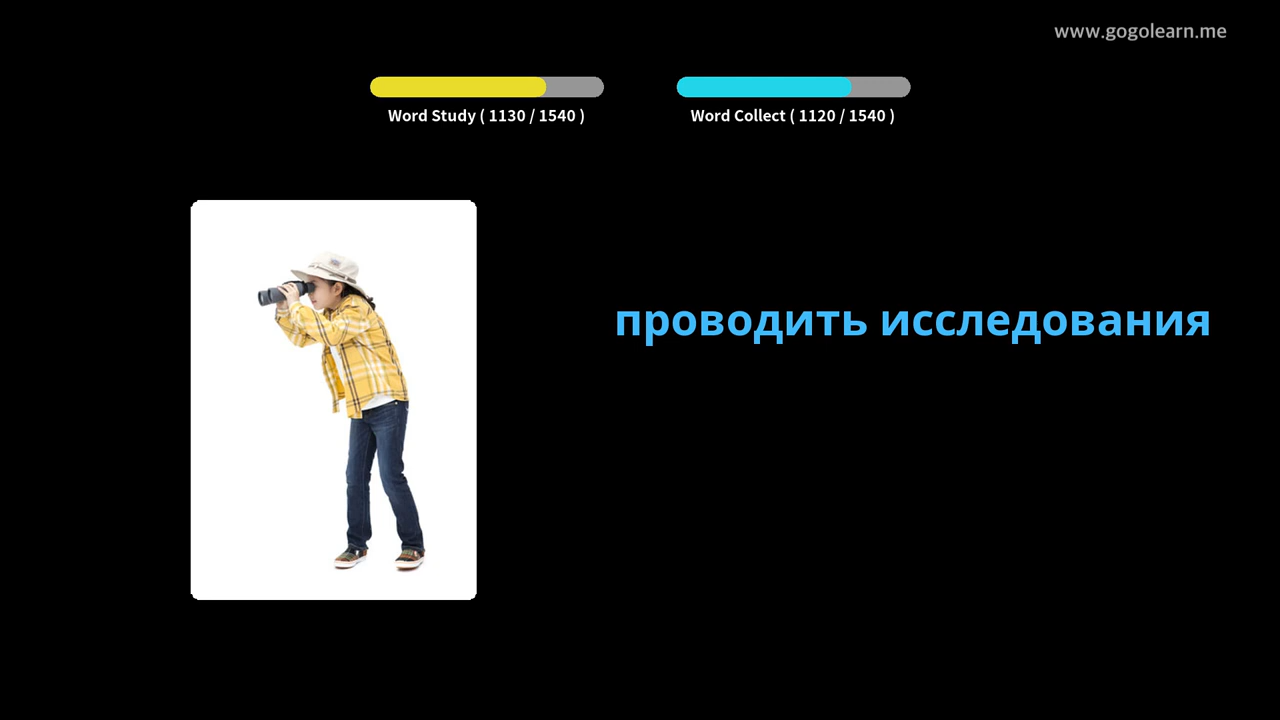 www.gogolearn.me
Word Study ( 1130 / 1540 )
Word Collect ( 1120 / 1540 )
проводить исследования